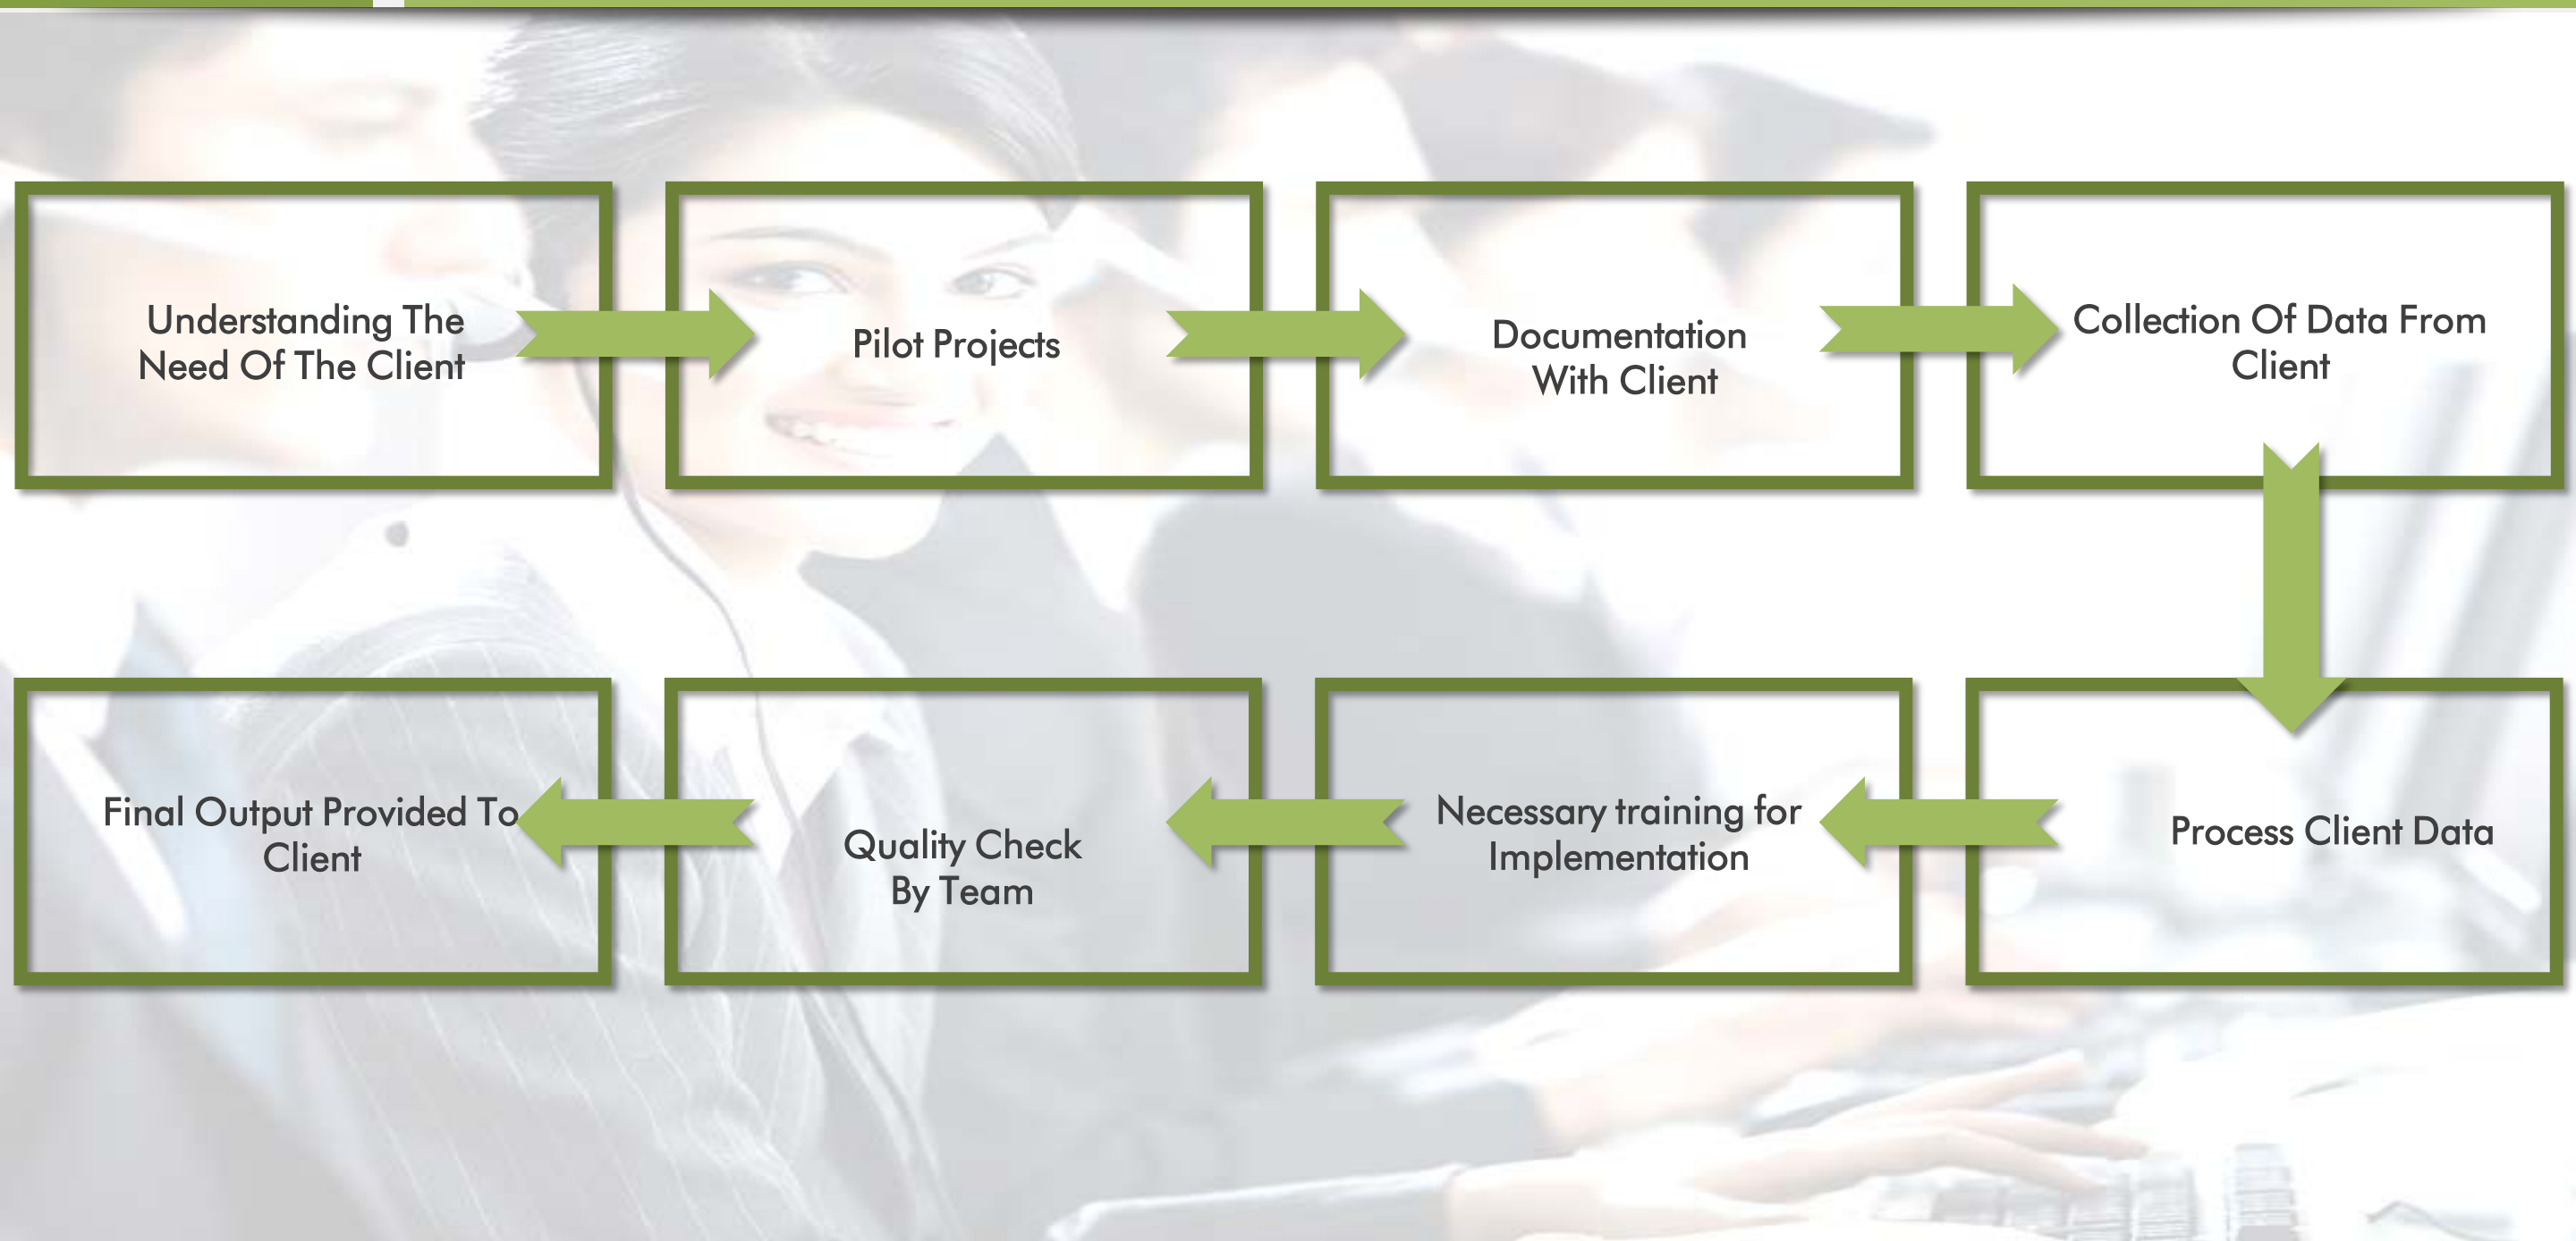 Understanding The
Need Of The Client
Pilot Projects
Documentation
With Client
Collection Of Data From
Client
Process Client Data
Necessary training for
Implementation
Quality Check
By Team
Final Output Provided To
Client